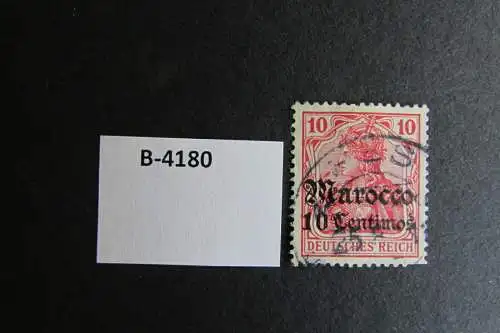 B-4180
10 10
Marocco
10 Centimos
DEUTSCHES REICH